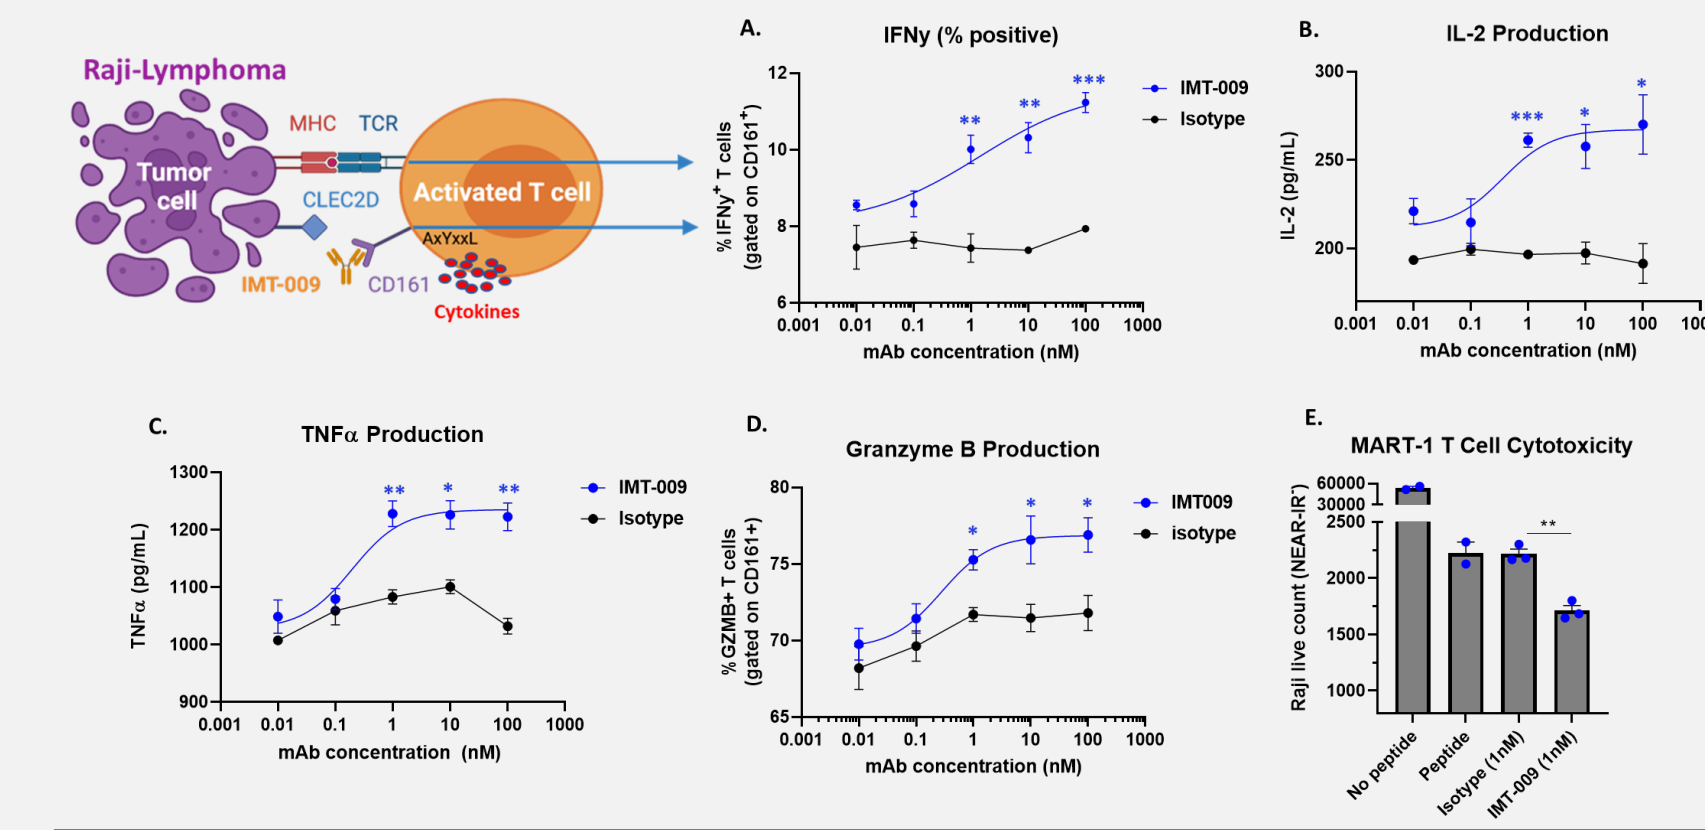 Raji-Lymphoma
MHC TCR
Tumor
cell
CLEC2D
Activated T cell
AxYxxL
IMT-009
CD161
Cytokines
A.
IFNy (% positive)
% IFNy+ T cells
(gated on CD161+)
12
10
8
6
** ** ***
0.001 0.01 0.1 1 10 100 1000
mAb concentration (nM)
IMT-009
Isotype
B.
IL-2 Production
IL-2 (pg/mL)
300
250
200
*** * *
0.001 0.01 0.1 1 10 100 100
mAb concentration (nM)
C.
TNFα Production
TNFα (pg/mL)
1300
1200
1100
1000
900
** * **
0.001 0.01 0.1 1 10 100 1000
mAb concentration (nM)
IMT-009
Isotype
D.
Granzyme B Production
% GZMB+ T cells
(gated on CD161+)
80
75
70
65
* * *
0.001 0.01 0.1 1 10 100 1000
mAb concentration (nM)
IMT009
isotype
E.
MART-1 T Cell Cytotoxicity
Raji live count (NEAR-IR-)
60000
30000
2500
2000
1500
1000
**
No peptide
Peptide
Isotype (1nM)
IMT-009 (1nM)